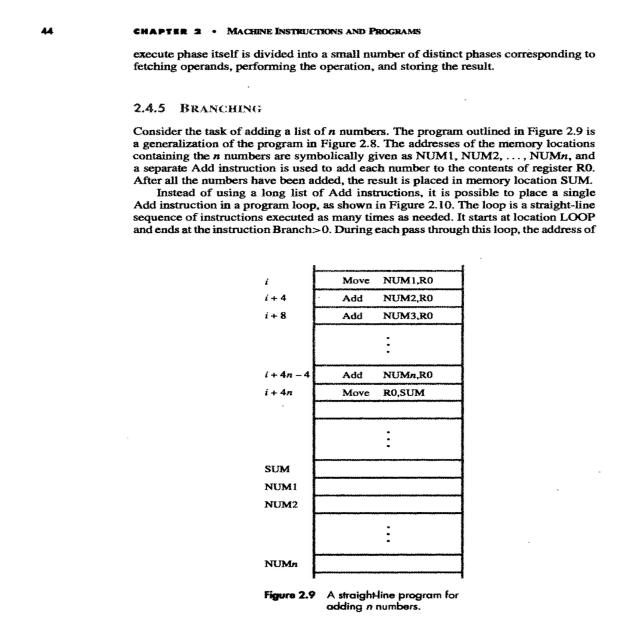 44 CHAPTER 2 • MACHINE INSTRUCTIONS AND PROGRAMS
execute phase itself is divided into a small number of distinct phases corresponding to
fetching operands, performing the operation, and storing the result.
2.4.5 BRANCHING
Consider the task of adding a list of n numbers. The program outlined in Figure 2.9 is
a generalization of the program in Figure 2.8. The addresses of the memory locations
containing the n numbers are symbolically given as NUM1, NUM2, . . . , NUMn, and
a separate Add instruction is used to add each number to the contents of register R0.
After all the numbers have been added, the result is placed in memory location SUM.
Instead of using a long list of Add instructions, it is possible to place a single
Add instruction in a program loop, as shown in Figure 2.10. The loop is a straight-line
sequence of instructions executed as many times as needed. It starts at location LOOP
and ends at the instruction Branch>0. During each pass through this loop, the address of
i Move NUM1,R0
i + 4 Add NUM2,R0
i + 8 Add NUM3,R0
⋮
i + 4n − 4 Add NUMn,R0
i + 4n Move R0,SUM
⋮
SUM
NUM1
NUM2
⋮
NUMn
Figure 2.9 A straight-line program for
adding n numbers.